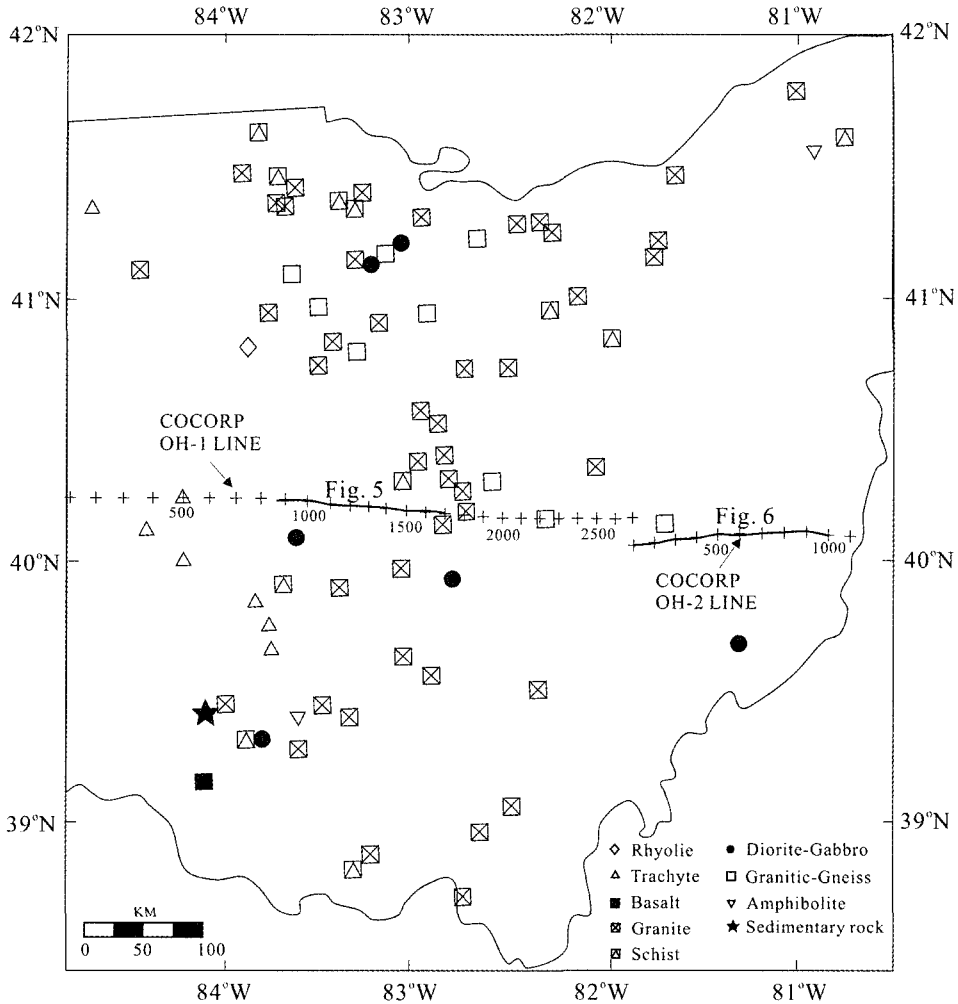 84°W 83°W 82°W 81°W
42°N 42°N
41°N 41°N
COCORP
OH-1 LINE
Fig. 5
500 1000 1500 2000 2500
Fig. 6
500 1000
40°N 40°N
COCORP
OH-2 LINE
39°N 39°N
Rhyolie
Trachyte
Basalt
Granite
Schist
Diorite-Gabbro
Granitic-Gneiss
Amphibolite
Sedimentary rock
KM
0 50 100
84°W 83°W 82°W 81°W